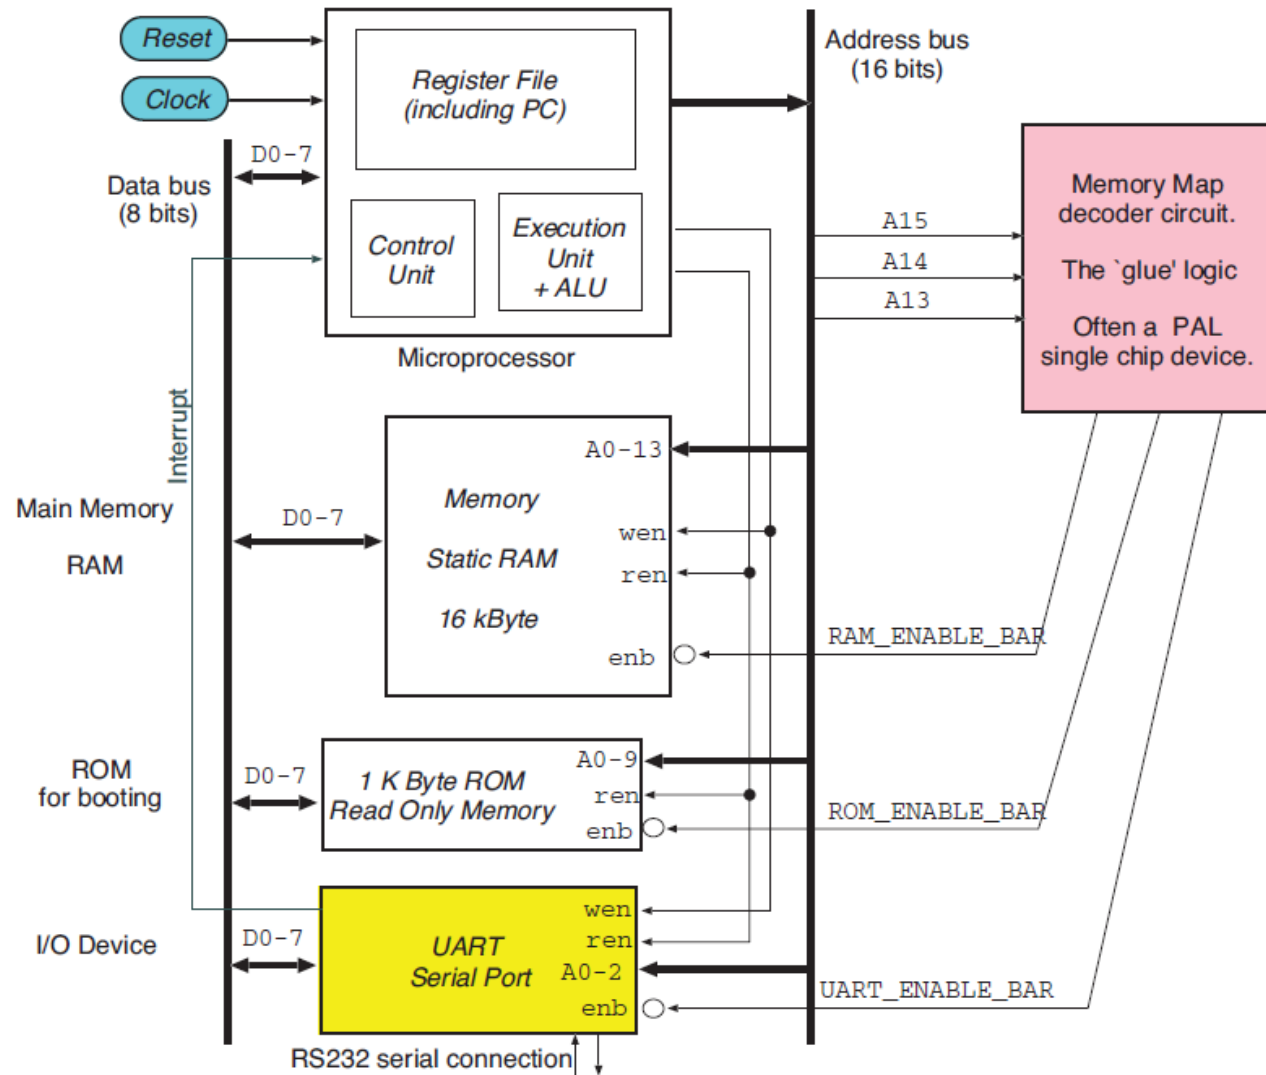 Reset
Clock
Register File
(including PC)
Address bus
(16 bits)
D0-7
Data bus
(8 bits)
Control
Unit
Execution
Unit
+ ALU
Microprocessor
A15
A14
A13
Memory Map
decoder circuit.
The `glue' logic
Often a PAL
single chip device.
Interrupt
Main Memory
RAM
D0-7
Memory
Static RAM
16 kByte
A0-13
wen
ren
enb
RAM_ENABLE_BAR
ROM
for booting
D0-7
1 K Byte ROM
Read Only Memory
A0-9
ren
enb
ROM_ENABLE_BAR
I/O Device
D0-7
UART
Serial Port
wen
ren
A0-2
enb
UART_ENABLE_BAR
RS232 serial connection